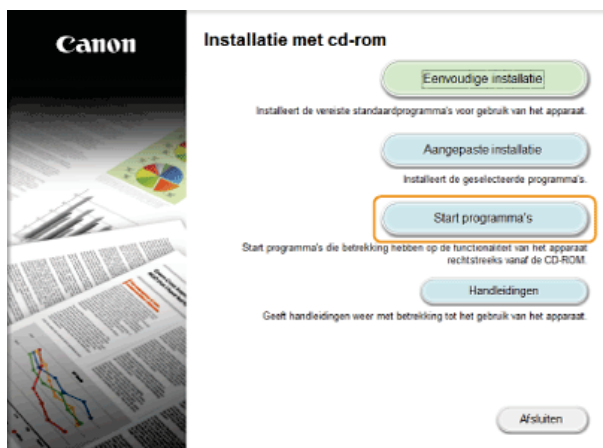 Canon
Installatie met cd-rom
Eenvoudige installatie
Installeert de vereiste standaardprogramma's voor gebruik van het apparaat.
Aangepaste installatie
Installeert de geselecteerde programma's.
Start programma's
Start programma's die betrekking hebben op de functionaliteit van het apparaat
rechtstreeks vanaf de CD-ROM.
Handleidingen
Geeft handleidingen weer met betrekking tot het gebruik van het apparaat.
Afsluiten